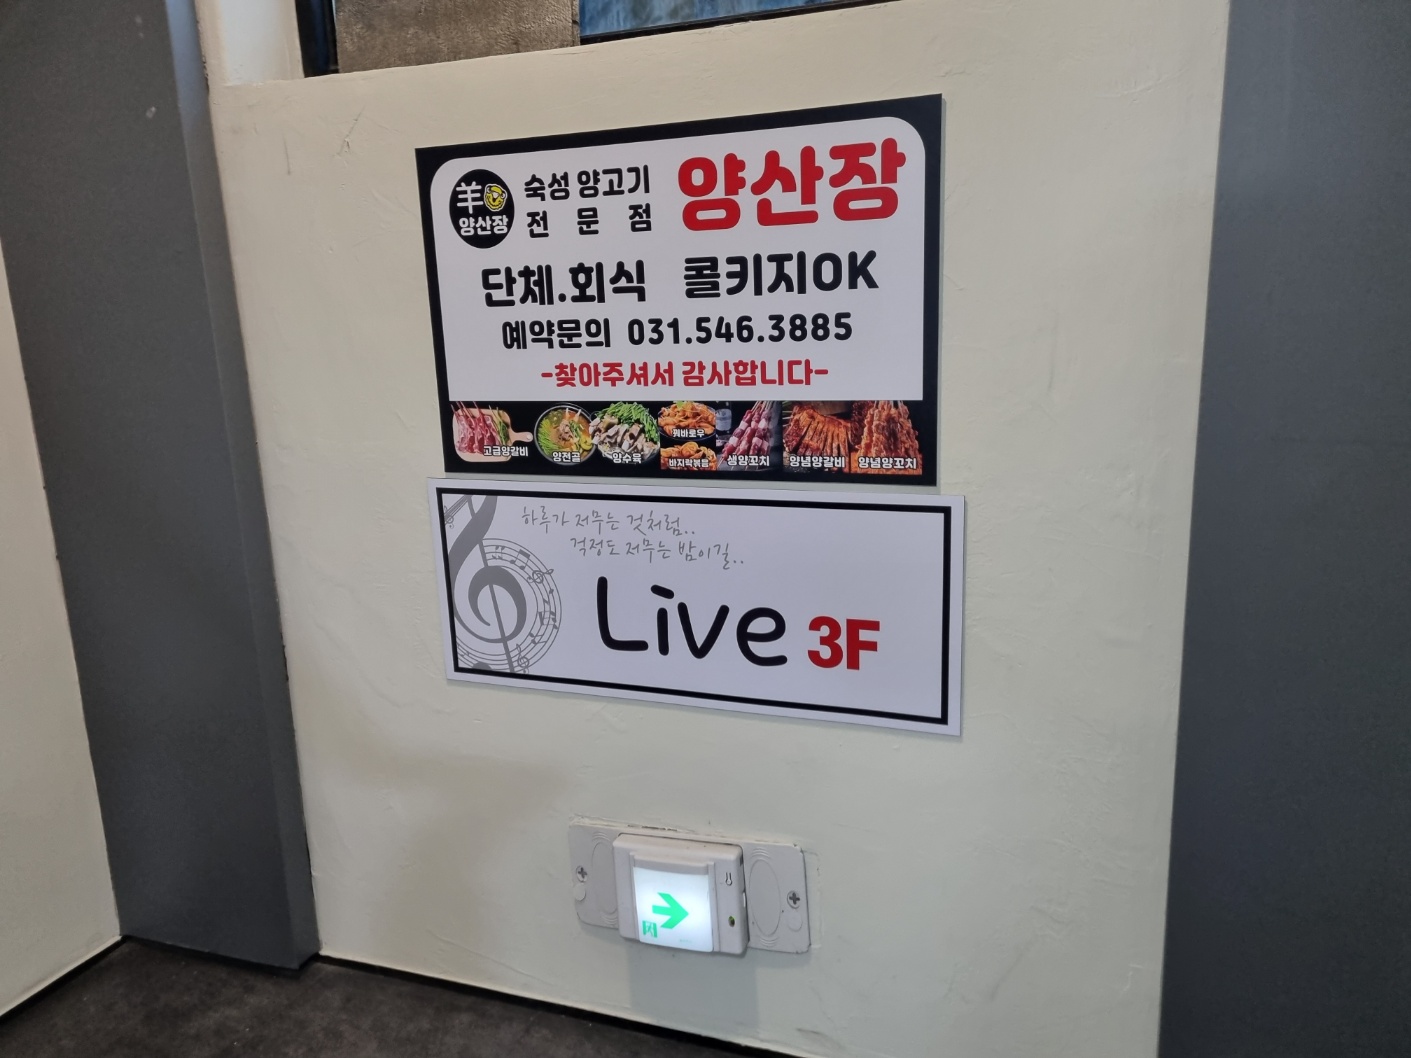 羊
양산장
숙성 양고기
전문점
양산장
단체.회식 콜키지OK
예약문의 031.546.3885
-찾아주셔서 감사합니다-
고급양갈비
양전골
양수육
꿔바로우
바지락볶음
생양꼬치
양념양갈비
양념양꼬치
하루가 저무는 것처럼..
걱정도 저무는 밤이길..
Live 3F